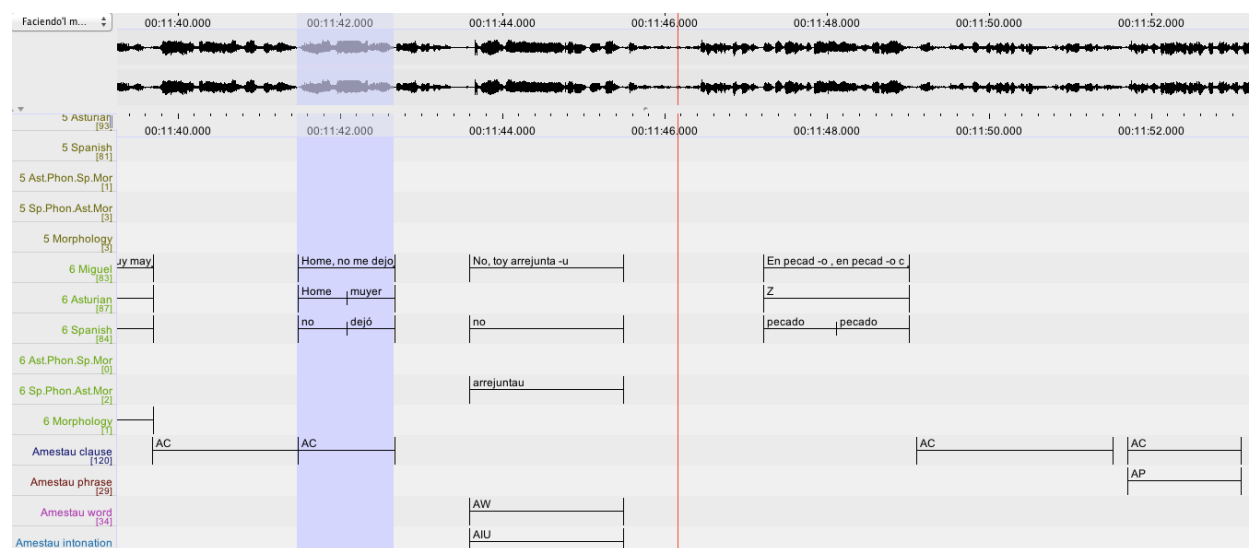 Faciendo'l m...
00:11:40.000 00:11:42.000 00:11:44.000 00:11:46.000 00:11:48.000 00:11:50.000 00:11:52.000
5 Asturian
[93]
00:11:40.000 00:11:42.000 00:11:44.000 00:11:46.000 00:11:48.000 00:11:50.000 00:11:52.000
5 Spanish
[81]
5 Ast.Phon.Sp.Mor
[1]
5 Sp.Phon.Ast.Mor
[3]
5 Morphology
[3]
6 Miguel uy may Home, no me dejo No, toy arrejunta -u En pecad -o , en pecad -o c
[83]
6 Asturian Home muyer Z
[87]
6 Spanish no dejó no pecado pecado
[84]
6 Ast.Phon.Sp.Mor
[0]
6 Sp.Phon.Ast.Mor arrejuntau
[2]
6 Morphology
[1]
Amestau clause AC AC AC AC
[120]
Amestau phrase AP
[29]
Amestau word AW
[34]
Amestau intonation AIU